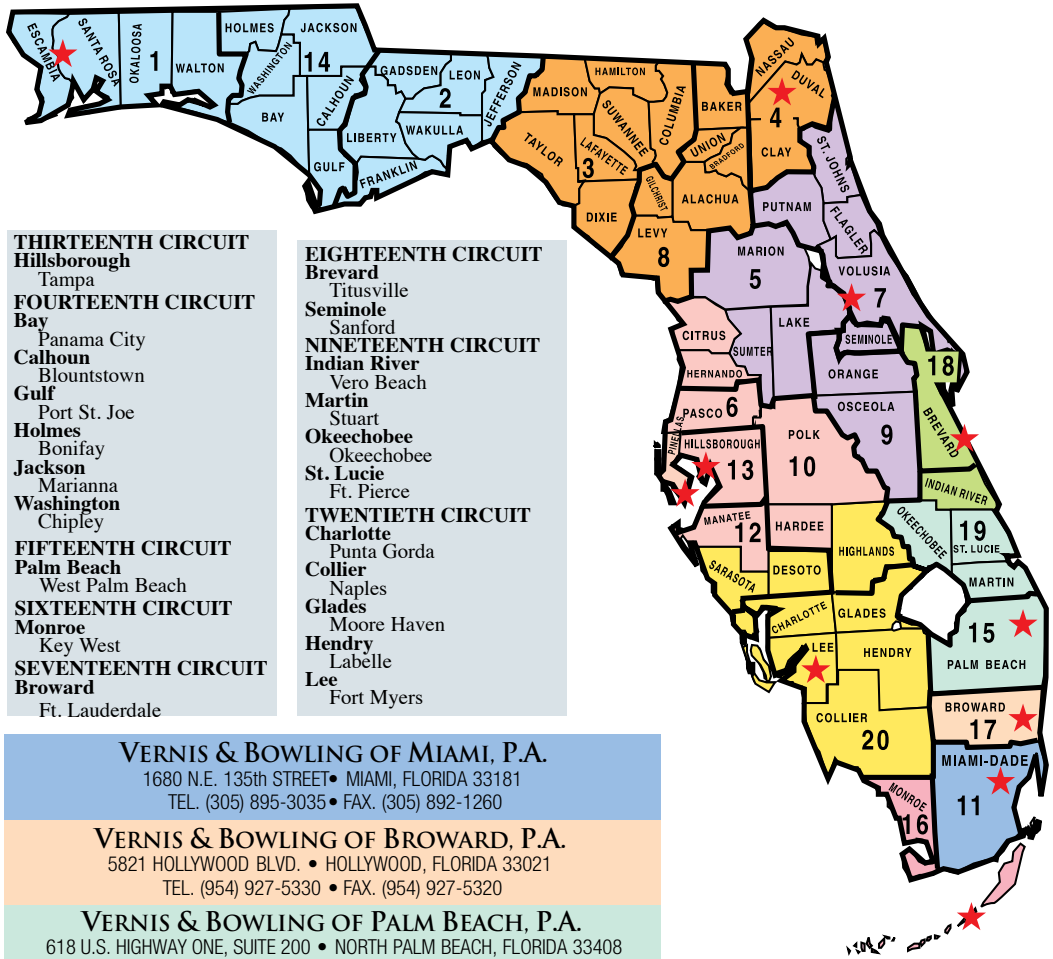 ESCAMBIA
SANTA ROSA
OKALOOSA
1
WALTON
HOLMES
JACKSON
WASHINGTON
14
BAY
CALHOUN
GULF
GADSDEN
LEON
2
JEFFERSON
LIBERTY
WAKULLA
FRANKLIN
HAMILTON
MADISON
TAYLOR
3
LAFAYETTE
SUWANNEE
COLUMBIA
DIXIE
BAKER
UNION
BRADFORD
GILCHRIST
ALACHUA
LEVY
8
NASSAU
DUVAL
4
CLAY
ST. JOHNS
PUTNAM
FLAGLER
MARION
5
VOLUSIA
7
CITRUS
SUMTER
LAKE
SEMINOLE
18
HERNANDO
ORANGE
PASCO 6
OSCEOLA
9
BREVARD
PINELLAS
HILLSBOROUGH
13
POLK
10
INDIAN RIVER
MANATEE
12
HARDEE
HIGHLANDS
OKEECHOBEE
19
ST. LUCIE
SARASOTA
DESOTO
MARTIN
CHARLOTTE
GLADES
15
LEE
HENDRY
PALM BEACH
COLLIER
20
BROWARD
17
MIAMI-DADE
11
MONROE
16
THIRTEENTH CIRCUIT
Hillsborough
Tampa
FOURTEENTH CIRCUIT
Bay
Panama City
Calhoun
Blountstown
Gulf
Port St. Joe
Holmes
Bonifay
Jackson
Marianna
Washington
Chipley
FIFTEENTH CIRCUIT
Palm Beach
West Palm Beach
SIXTEENTH CIRCUIT
Monroe
Key West
SEVENTEENTH CIRCUIT
Broward
Ft. Lauderdale
EIGHTEENTH CIRCUIT
Brevard
Titusville
Seminole
Sanford
NINETEENTH CIRCUIT
Indian River
Vero Beach
Martin
Stuart
Okeechobee
Okeechobee
St. Lucie
Ft. Pierce
TWENTIETH CIRCUIT
Charlotte
Punta Gorda
Collier
Naples
Glades
Moore Haven
Hendry
Labelle
Lee
Fort Myers
VERNIS & BOWLING OF MIAMI, P.A.
1680 N.E. 135th STREET• MIAMI, FLORIDA 33181
TEL. (305) 895-3035 • FAX. (305) 892-1260
VERNIS & BOWLING OF BROWARD, P.A.
5821 HOLLYWOOD BLVD. • HOLLYWOOD, FLORIDA 33021
TEL. (954) 927-5330 • FAX. (954) 927-5320
VERNIS & BOWLING OF PALM BEACH, P.A.
618 U.S. HIGHWAY ONE, SUITE 200 • NORTH PALM BEACH, FLORIDA 33408